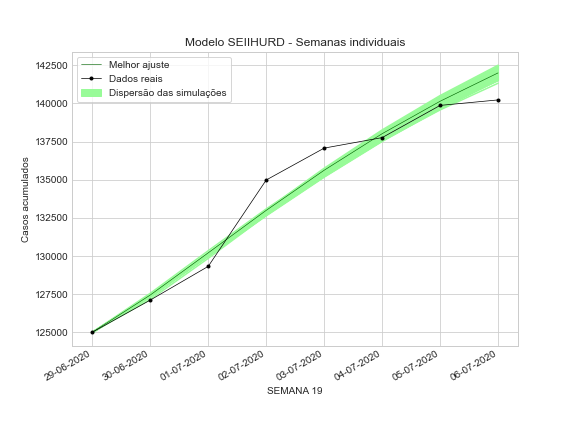 Modelo SEIIHURD - Semanas individuais
Melhor ajuste
Dados reais
Dispersão das simulações
Casos acumulados
142500
140000
137500
135000
132500
130000
127500
125000
29-06-2020
30-06-2020
01-07-2020
02-07-2020
03-07-2020
04-07-2020
05-07-2020
06-07-2020
SEMANA 19